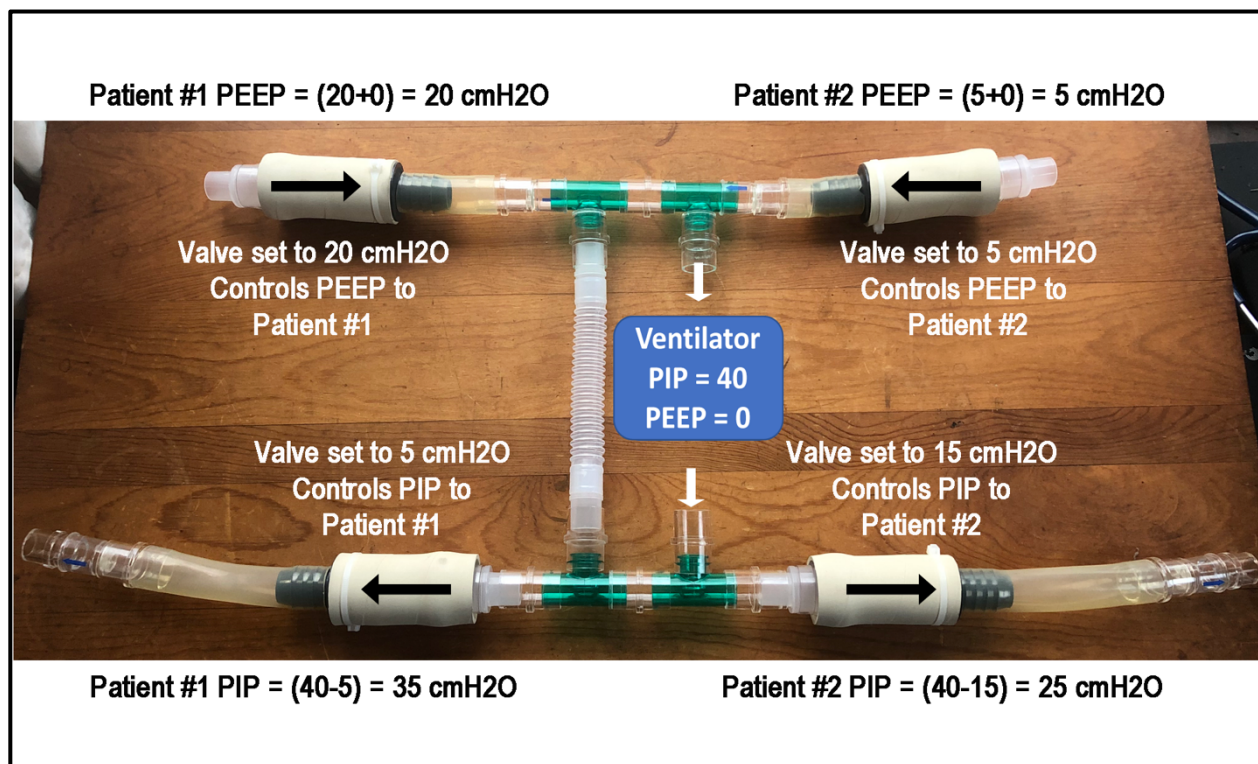 Patient #1 PEEP = (20+0) = 20 cmH2O
Patient #2 PEEP = (5+0) = 5 cmH2O
Valve set to 20 cmH2O
Controls PEEP to
Patient #1
Valve set to 5 cmH2O
Controls PEEP to
Patient #2
Ventilator
PIP = 40
PEEP = 0
Valve set to 5 cmH2O
Controls PIP to
Patient #1
Valve set to 15 cmH2O
Controls PIP to
Patient #2
Patient #1 PIP = (40-5) = 35 cmH2O
Patient #2 PIP = (40-15) = 25 cmH2O